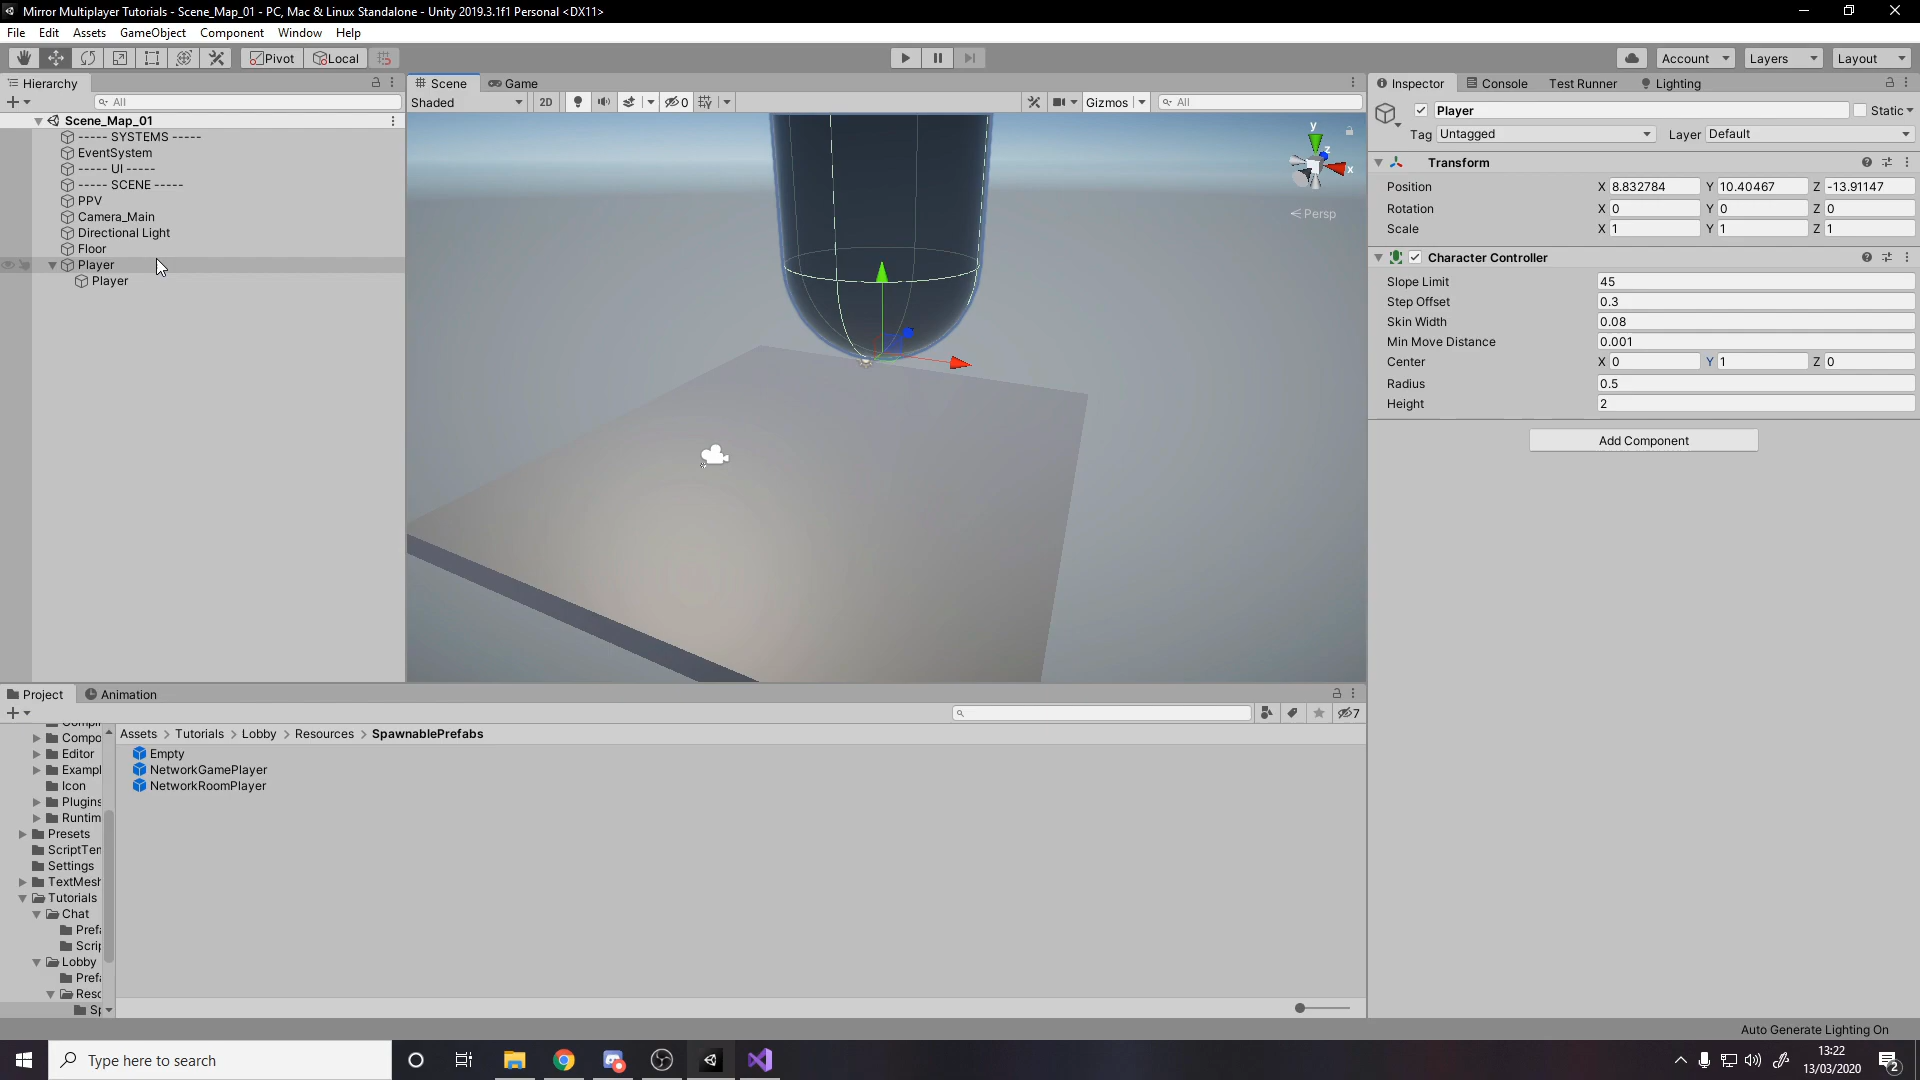 Mirror Multiplayer Tutorials - Scene_Map_01 - PC, Mac & Linux Standalone - Unity 2019.3.1f1 Personal <DX11>
File Edit Assets GameObject Component Window Help
Pivot Local Account Layers Layout
Hierarchy
All
Scene_Map_01
----- SYSTEMS -----
EventSystem
----- UI -----
----- SCENE -----
PPV
Camera_Main
Directional Light
Floor
Player
Player
Scene Game
Shaded 2D 0 Gizmos All
y
z
x
Persp
Inspector Console Test Runner Lighting
Player Static
Tag Untagged Layer Default
Transform
Position X 8.832784 Y 10.40467 Z -13.91147
Rotation X 0 Y 0 Z 0
Scale X 1 Y 1 Z 1
Character Controller
Slope Limit 45
Step Offset 0.3
Skin Width 0.08
Min Move Distance 0.001
Center X 0 Y 1 Z 0
Radius 0.5
Height 2
Add Component
Project Animation
7
Compo
Editor
Exampl
Icon
Plugins
Runtim
Presets
ScriptTem
Settings
TextMesh
Tutorials
Chat
Prefa
Scrip
Lobby
Prefa
Reso
Sp
Assets > Tutorials > Lobby > Resources > SpawnablePrefabs
Empty
NetworkGamePlayer
NetworkRoomPlayer
Auto Generate Lighting On
Type here to search
13:22
13/03/2020
2